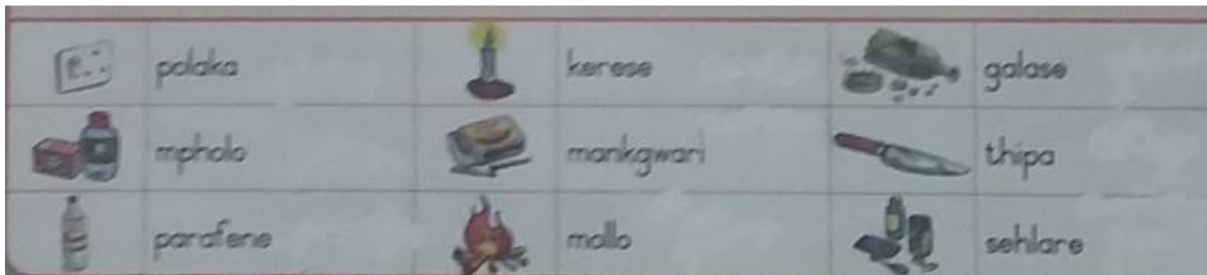 polaka kerese galase
mpholo mankgwari thipa
parafene mollo sehlare